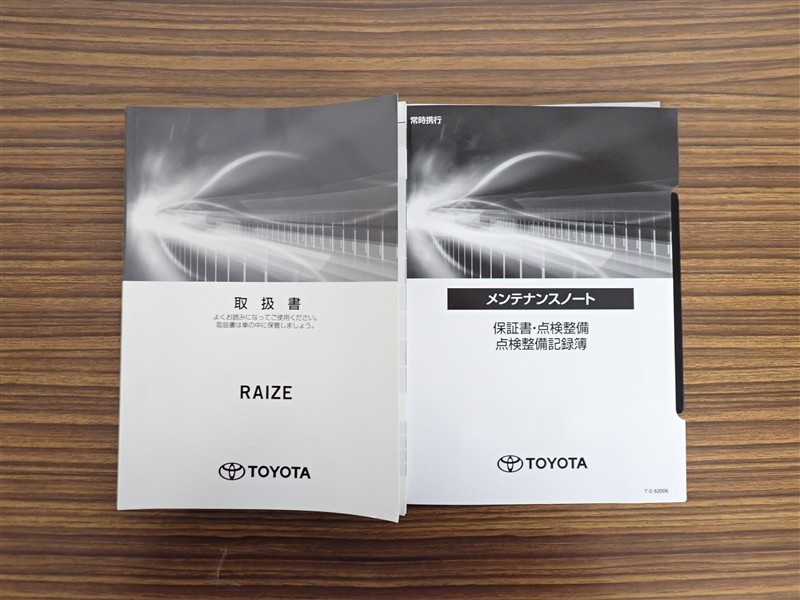 取扱書
よくお読みになってご使用ください。
取扱書は車の中に保管しましょう。
RAIZE
TOYOTA
常時携行
メンテナンスノート
保証書・点検整備
点検整備記録簿
TOYOTA
T-0 62006